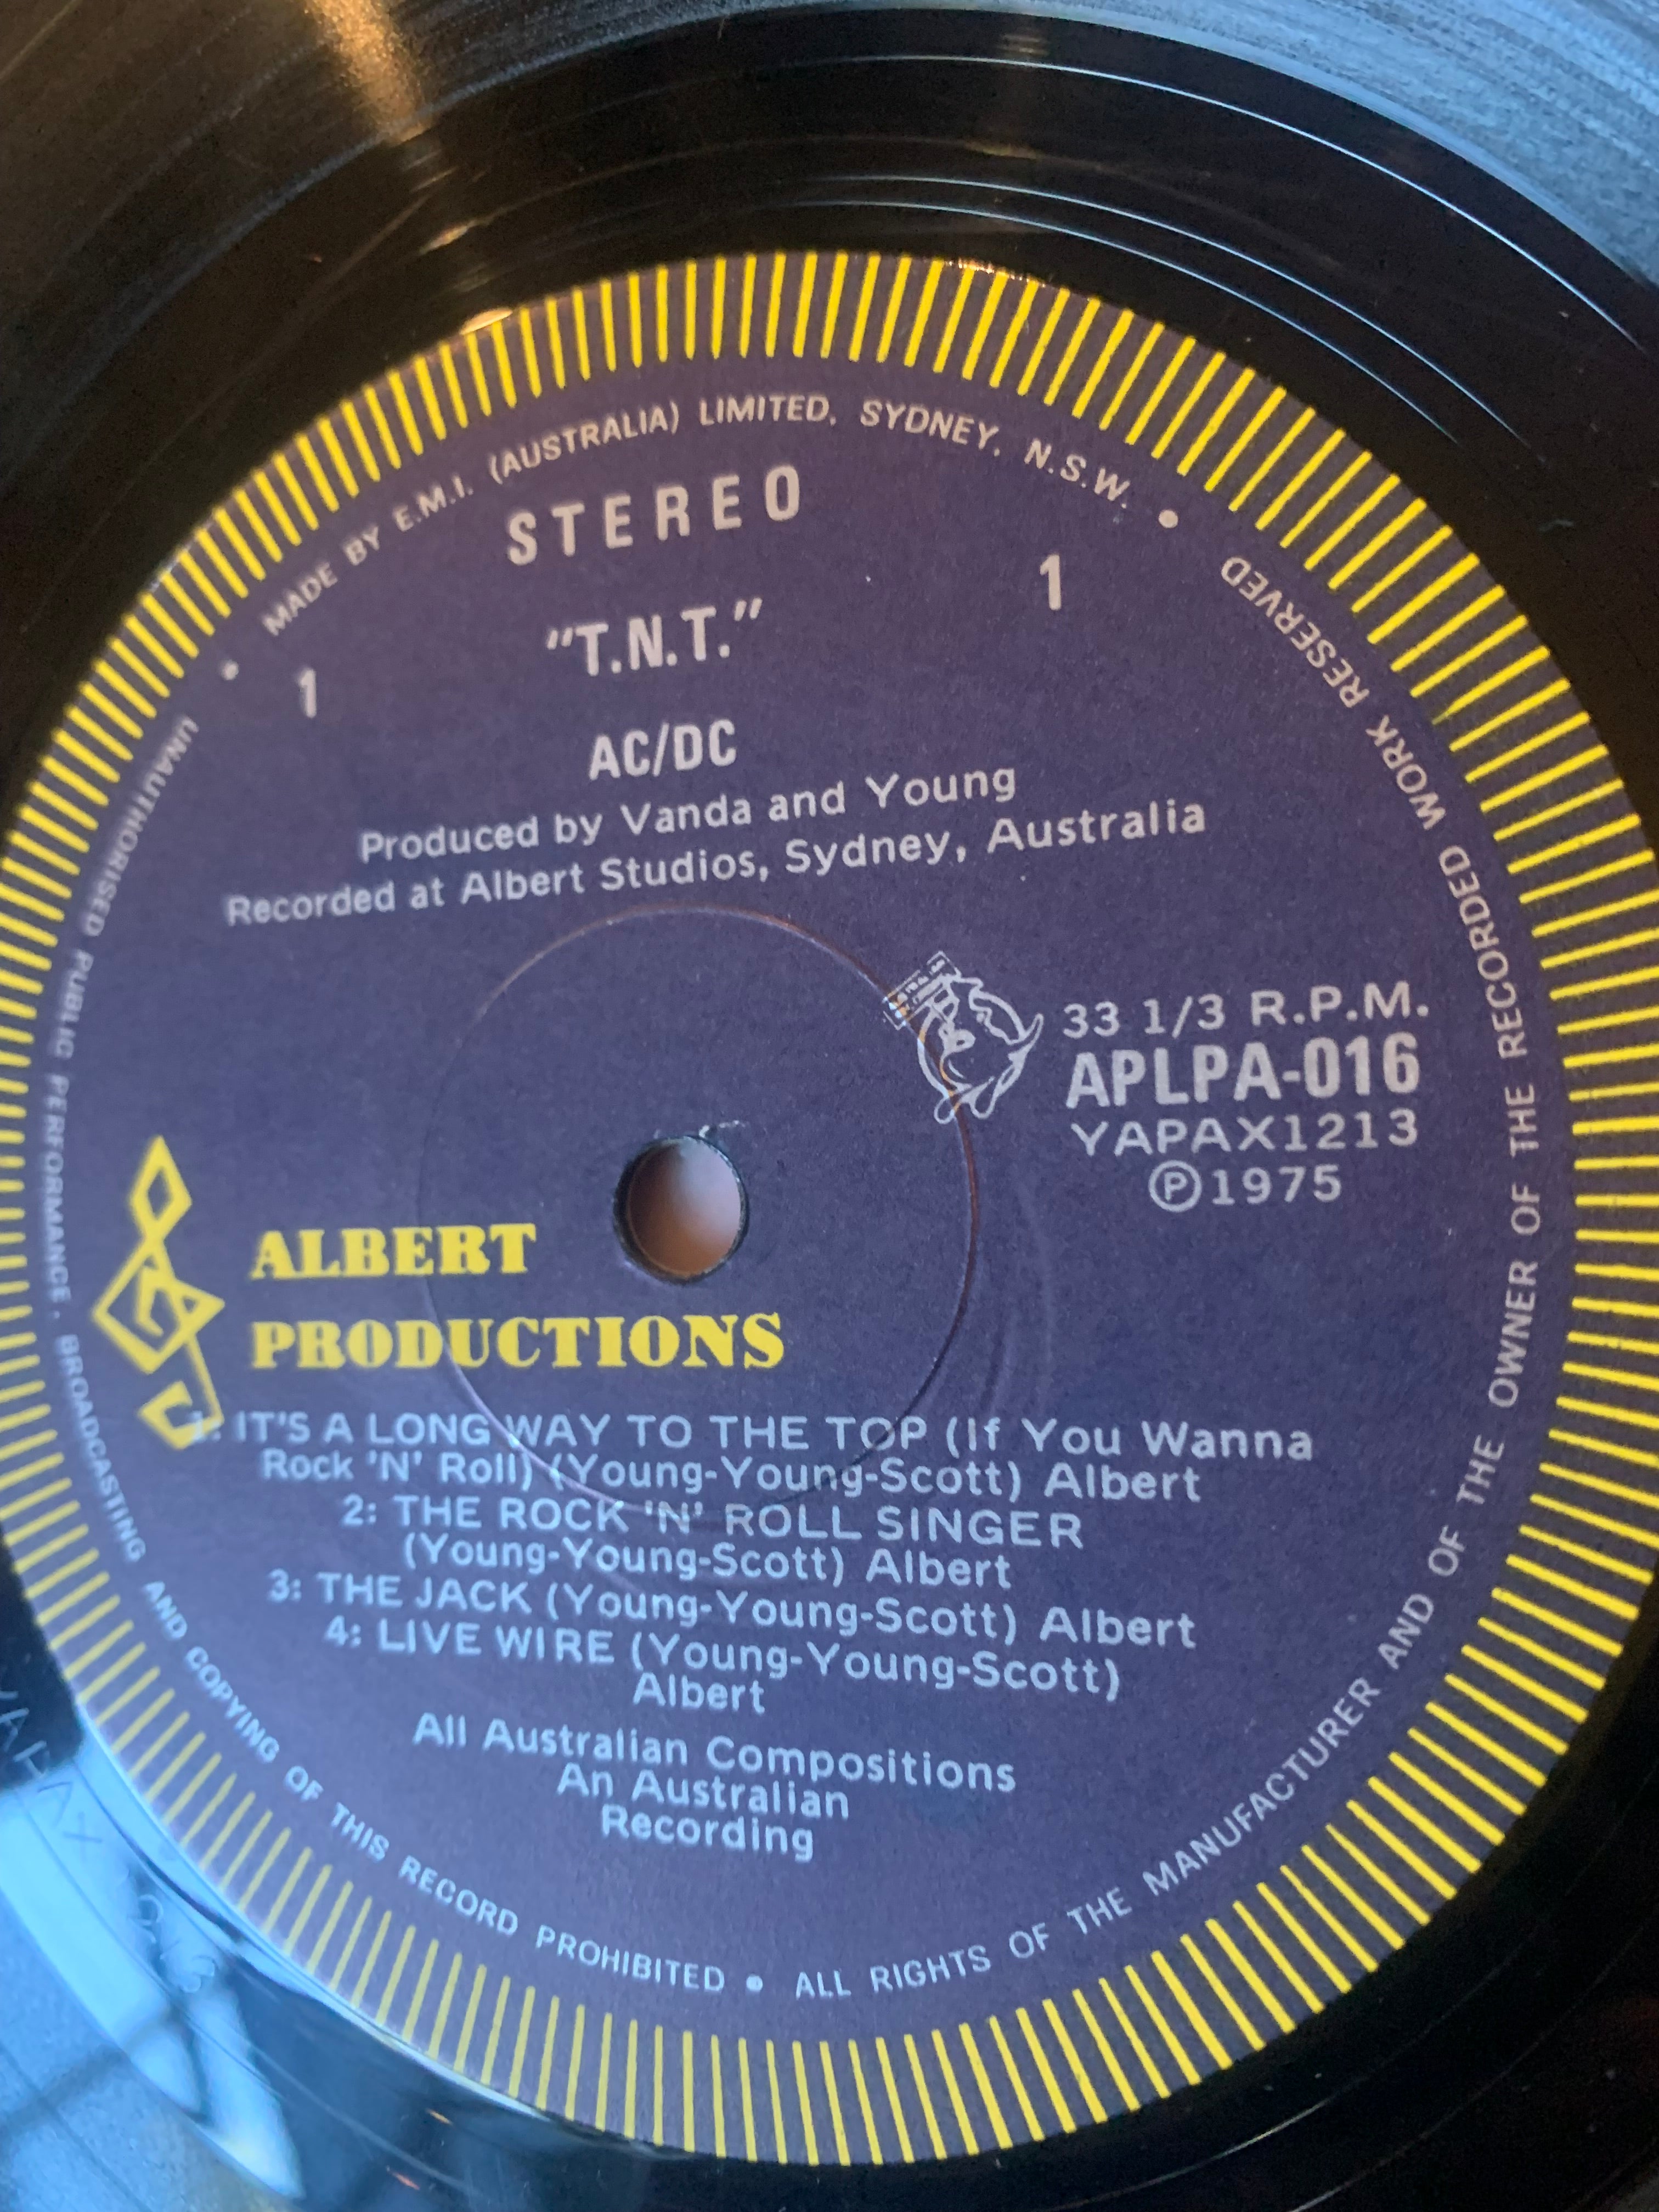 • MADE BY E.M.I. (AUSTRALIA) LIMITED, SYDNEY, N.S.W. •
STEREO
1
1
"T.N.T."
AC/DC
Produced by Vanda and Young
Recorded at Albert Studios, Sydney, Australia
33 1/3 R.P.M.
APLPA-016
YAPAX1213
Ⓟ1975
ALBERT
PRODUCTIONS
1: IT'S A LONG WAY TO THE TOP (If You Wanna
Rock 'N' Roll) (Young-Young-Scott) Albert
2: THE ROCK 'N' ROLL SINGER
(Young-Young-Scott) Albert
3: THE JACK (Young-Young-Scott) Albert
4: LIVE WIRE (Young-Young-Scott)
Albert
All Australian Compositions
An Australian
Recording
UNAUTHORISED PUBLIC PERFORMANCE, BROADCASTING AND COPYING OF THIS RECORD PROHIBITED • ALL RIGHTS OF THE MANUFACTURER AND OF THE OWNER OF THE RECORDED WORK RESERVED